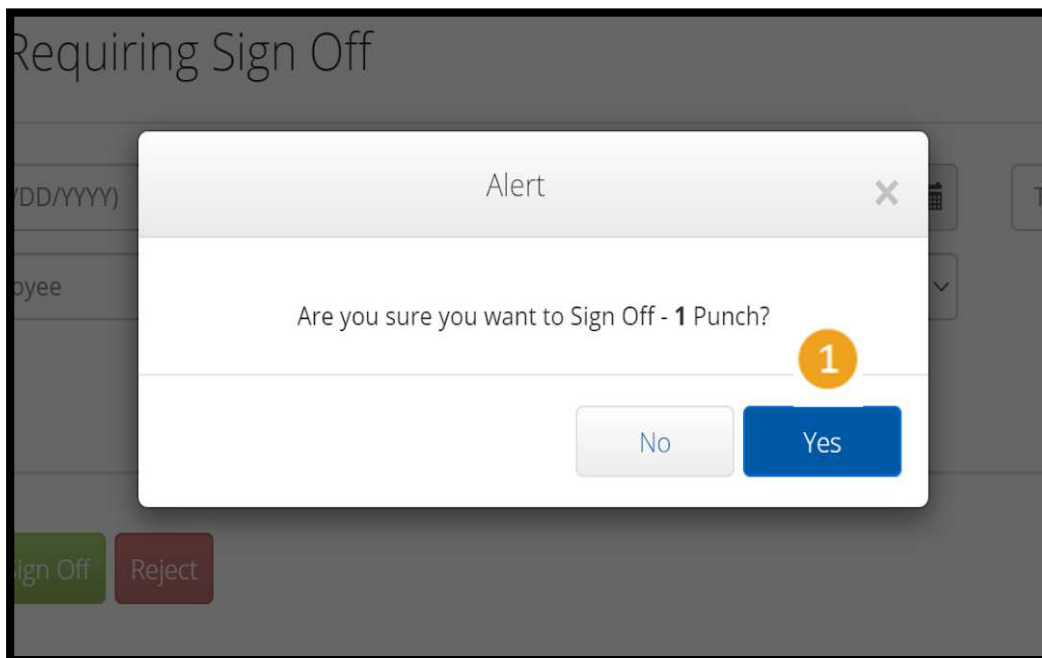 Requiring Sign Off
Alert
/DD/YYYY)
oyee
Are you sure you want to Sign Off - 1 Punch?
1
No
Yes
Sign Off
Reject